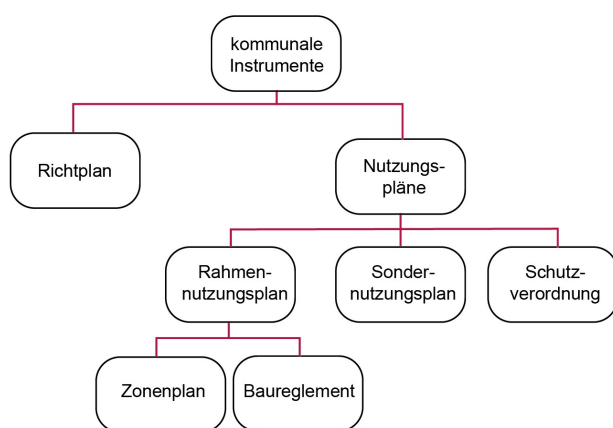 kommunale
Instrumente
Richtplan
Nutzungs-
pläne
Rahmen-
nutzungsplan
Sonder-
nutzungsplan
Schutz-
verordnung
Zonenplan
Baureglement